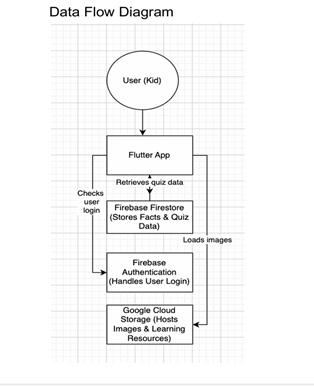 Data Flow Diagram
User (Kid)
Flutter App
Retrieves quiz data
Checks
user
login
Firebase Firestore
(Stores Facts & Quiz
Data)
Loads images
Firebase
Authentication
(Handles User Login)
Google Cloud
Storage (Hosts
Images & Learning
Resources)